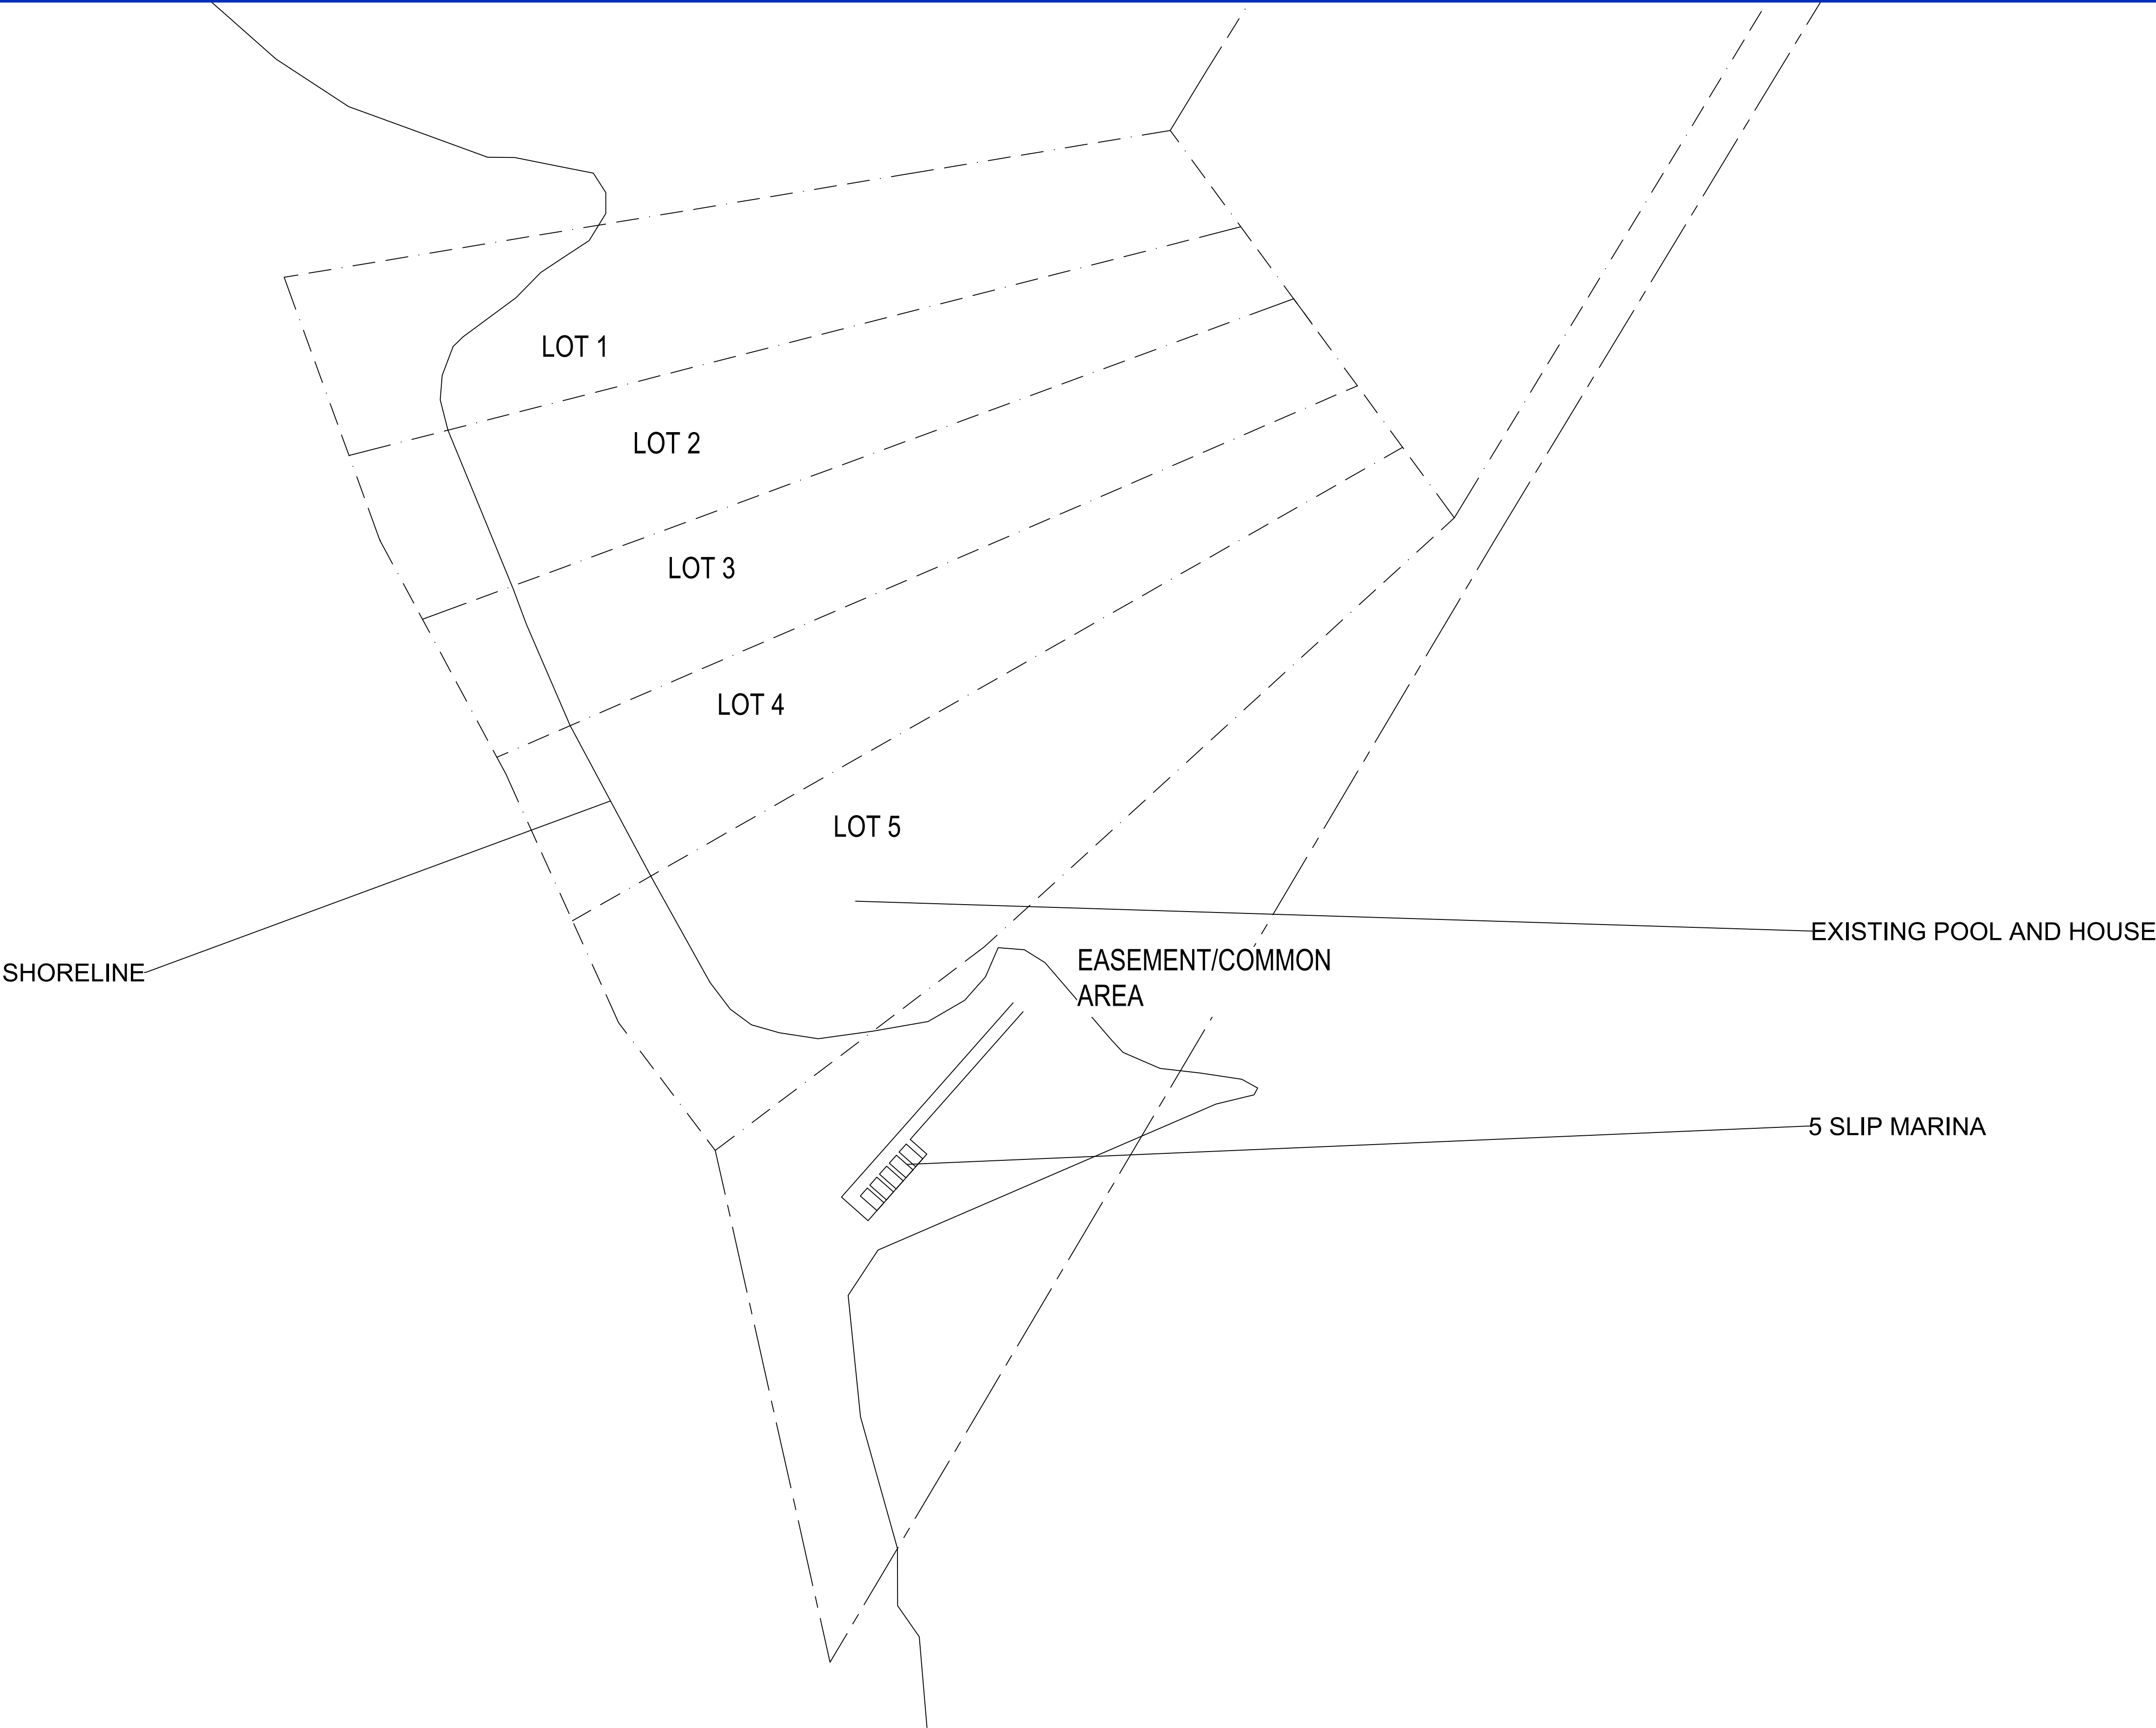 LOT 1
LOT 2
LOT 3
LOT 4
LOT 5
EXISTING POOL AND HOUSE
EASEMENT/COMMON
AREA
SHORELINE
5 SLIP MARINA